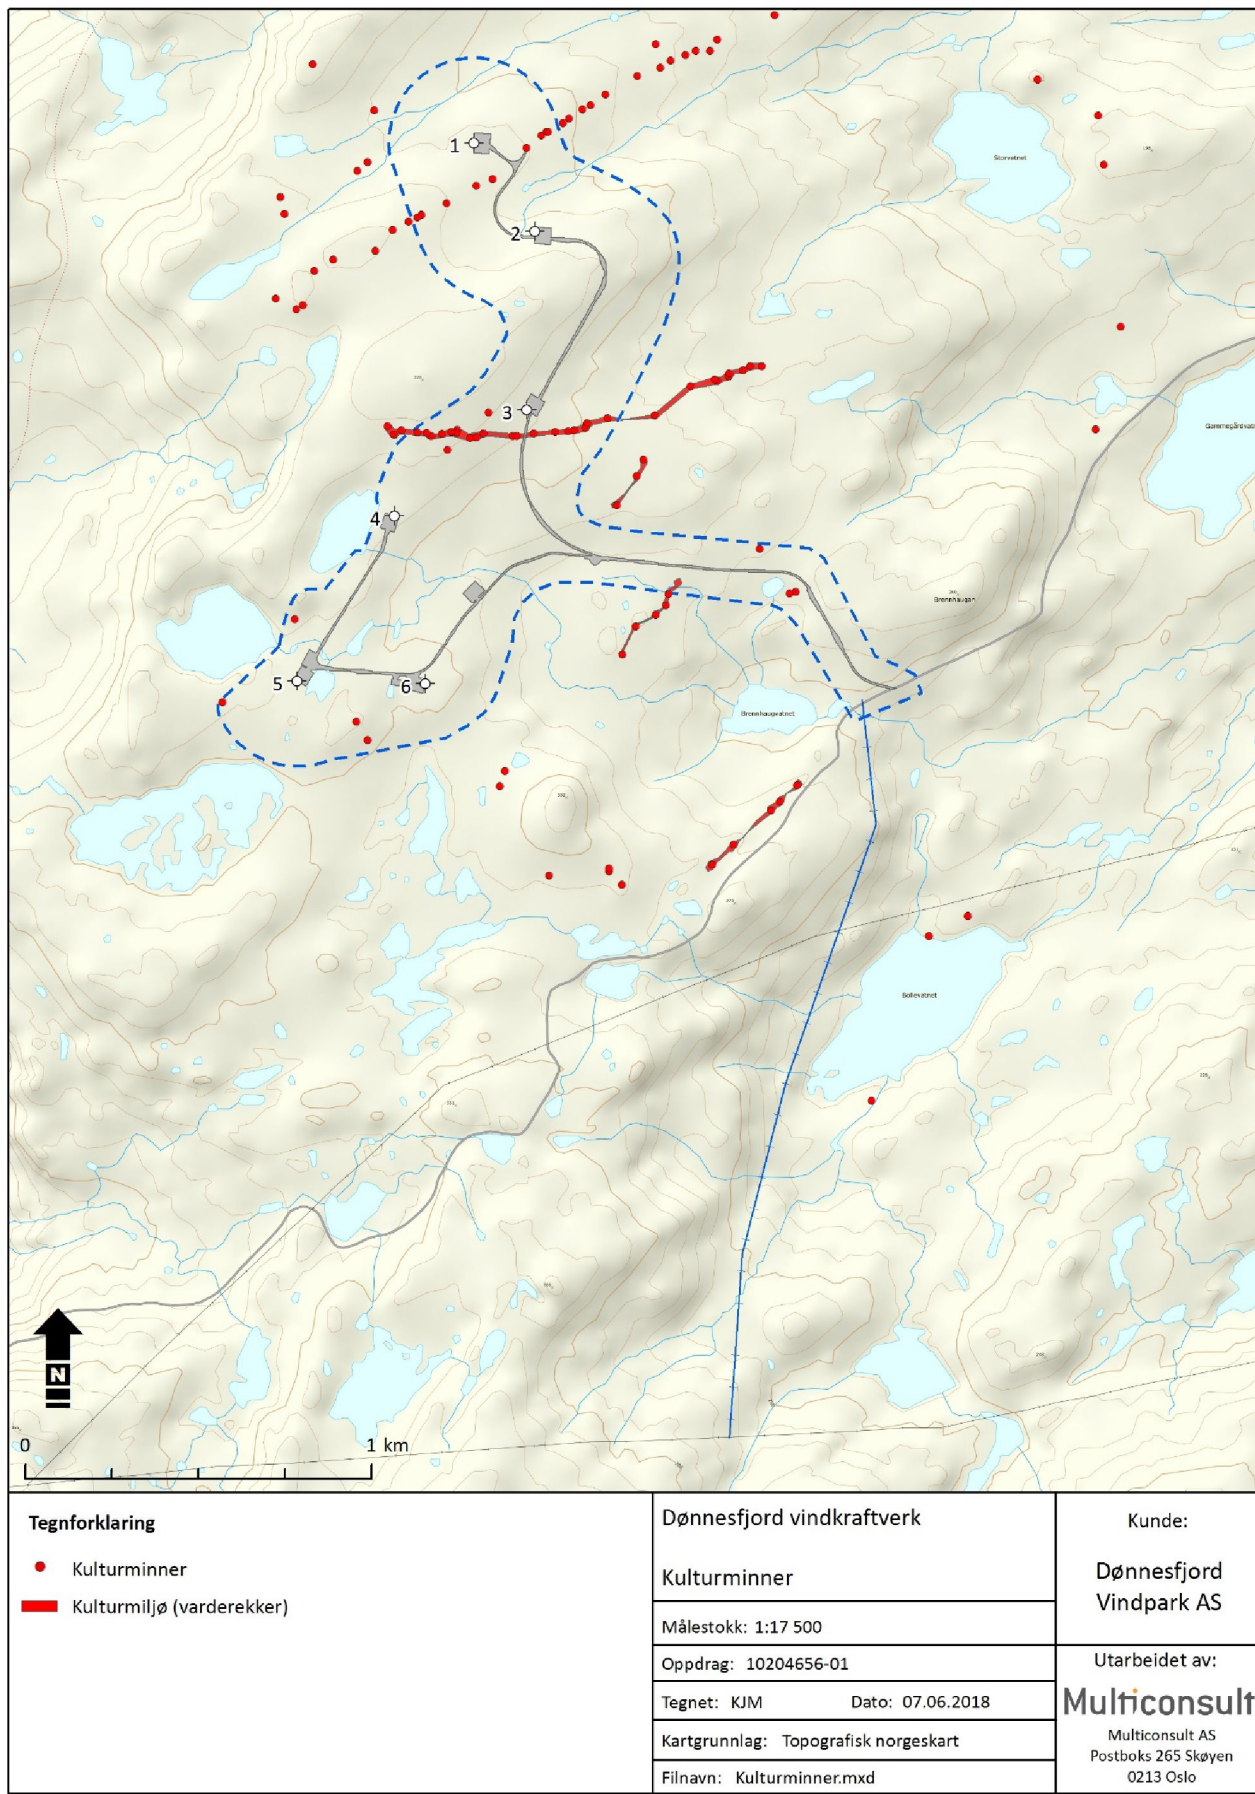 1
2
3
4
5
6
Storvatnet
Gammegårdvatn
Brennhaugan
Brennhaugvatnet
Bollevatnet
N
0
1 km
Tegnforklaring
Kulturminner
Kulturmiljø (varderekker)
Dønnesfjord vindkraftverk
Kulturminner
Målestokk: 1:17 500
Oppdrag: 10204656-01
Tegnet: KJM Dato: 07.06.2018
Kartgrunnlag: Topografisk norgeskart
Filnavn: Kulturminner.mxd
Kunde:
Dønnesfjord
Vindpark AS
Utarbeidet av:
Multiconsult
Multiconsult AS
Postboks 265 Skøyen
0213 Oslo